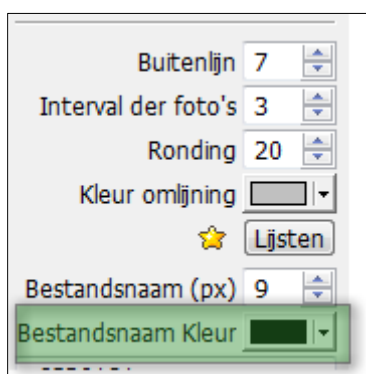 Buitenlijn 7
Interval der foto's 3
Ronding 20
Kleur omlijning
Lijsten
Bestandsnaam (px) 9
Bestandsnaam Kleur